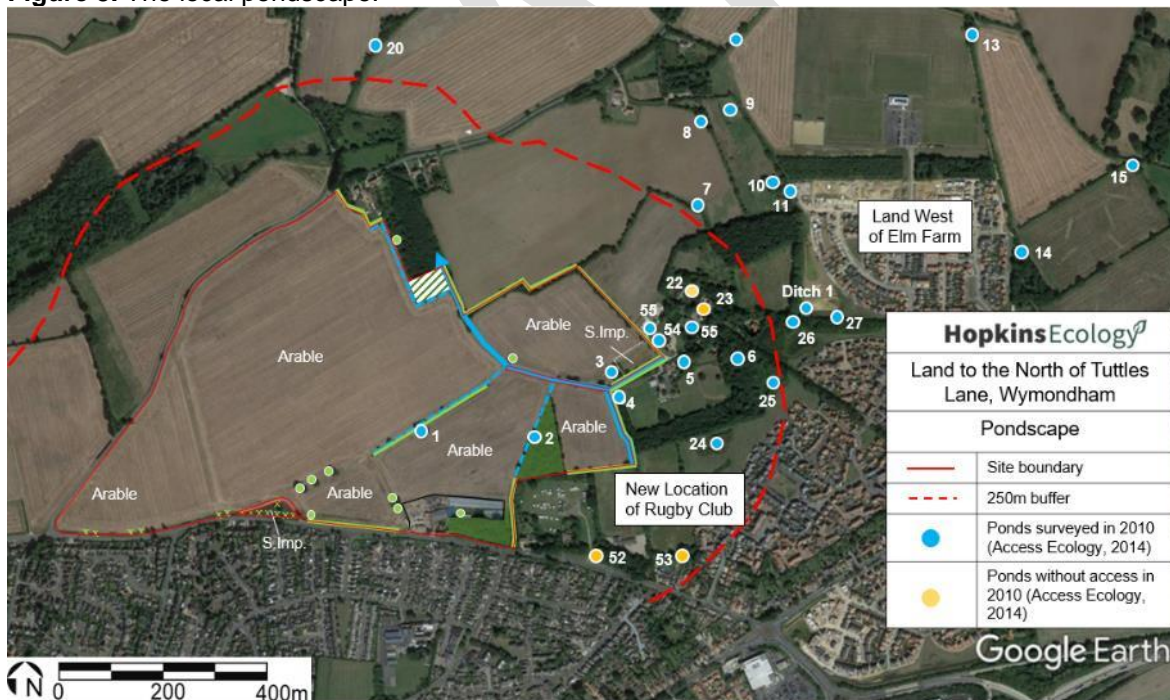 Figure 3. The local pondscape.
20
13
9
8
15
10
11
7
Land West
of Elm Farm
14
22
23
Ditch 1
55
55
54
26
27
Arable
S.Imp.
Arable
3
5
6
4
25
1
2
Arable
Arable
24
Arable
Arable
New Location
of Rugby Club
S.Imp.
52
53
HopkinsEcology
Land to the North of Tuttles
Lane, Wymondham
Pondscape
Site boundary
250m buffer
Ponds surveyed in 2010
(Access Ecology, 2014)
Ponds without access in
2010 (Access Ecology,
2014)
Google Earth
N
0
200
400m